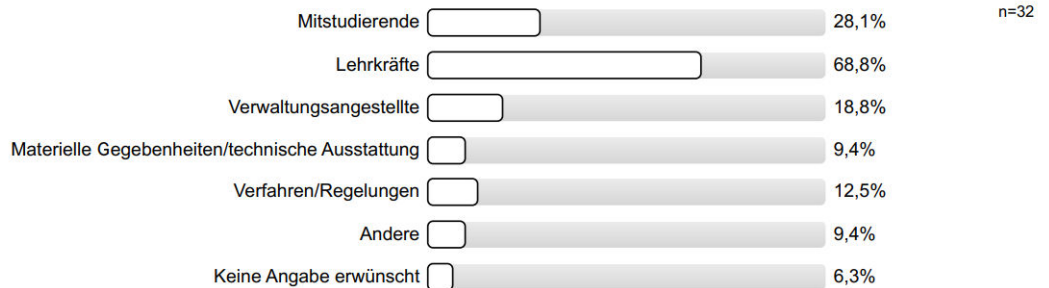 Mitstudierende 28,1% n=32
Lehrkräfte 68,8%
Verwaltungsangestellte 18,8%
Materielle Gegebenheiten/technische Ausstattung 9,4%
Verfahren/Regelungen 12,5%
Andere 9,4%
Keine Angabe erwünscht 6,3%